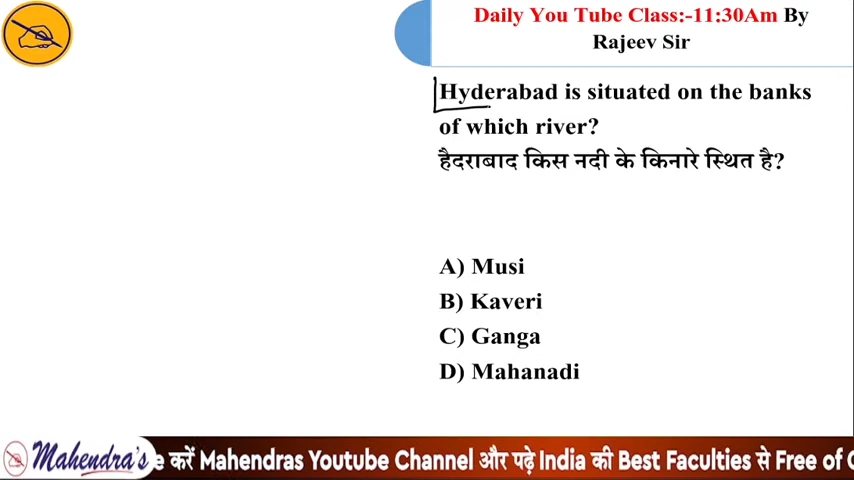 Daily You Tube Class:-11:30Am By
Rajeev Sir
Hyderabad is situated on the banks
of which river?
हैदराबाद किस नदी के किनारे स्थित है?
A) Musi
B) Kaveri
C) Ganga
D) Mahanadi
Mahendra's e करें Mahendras Youtube Channel और पढ़े India की Best Faculties से Free of